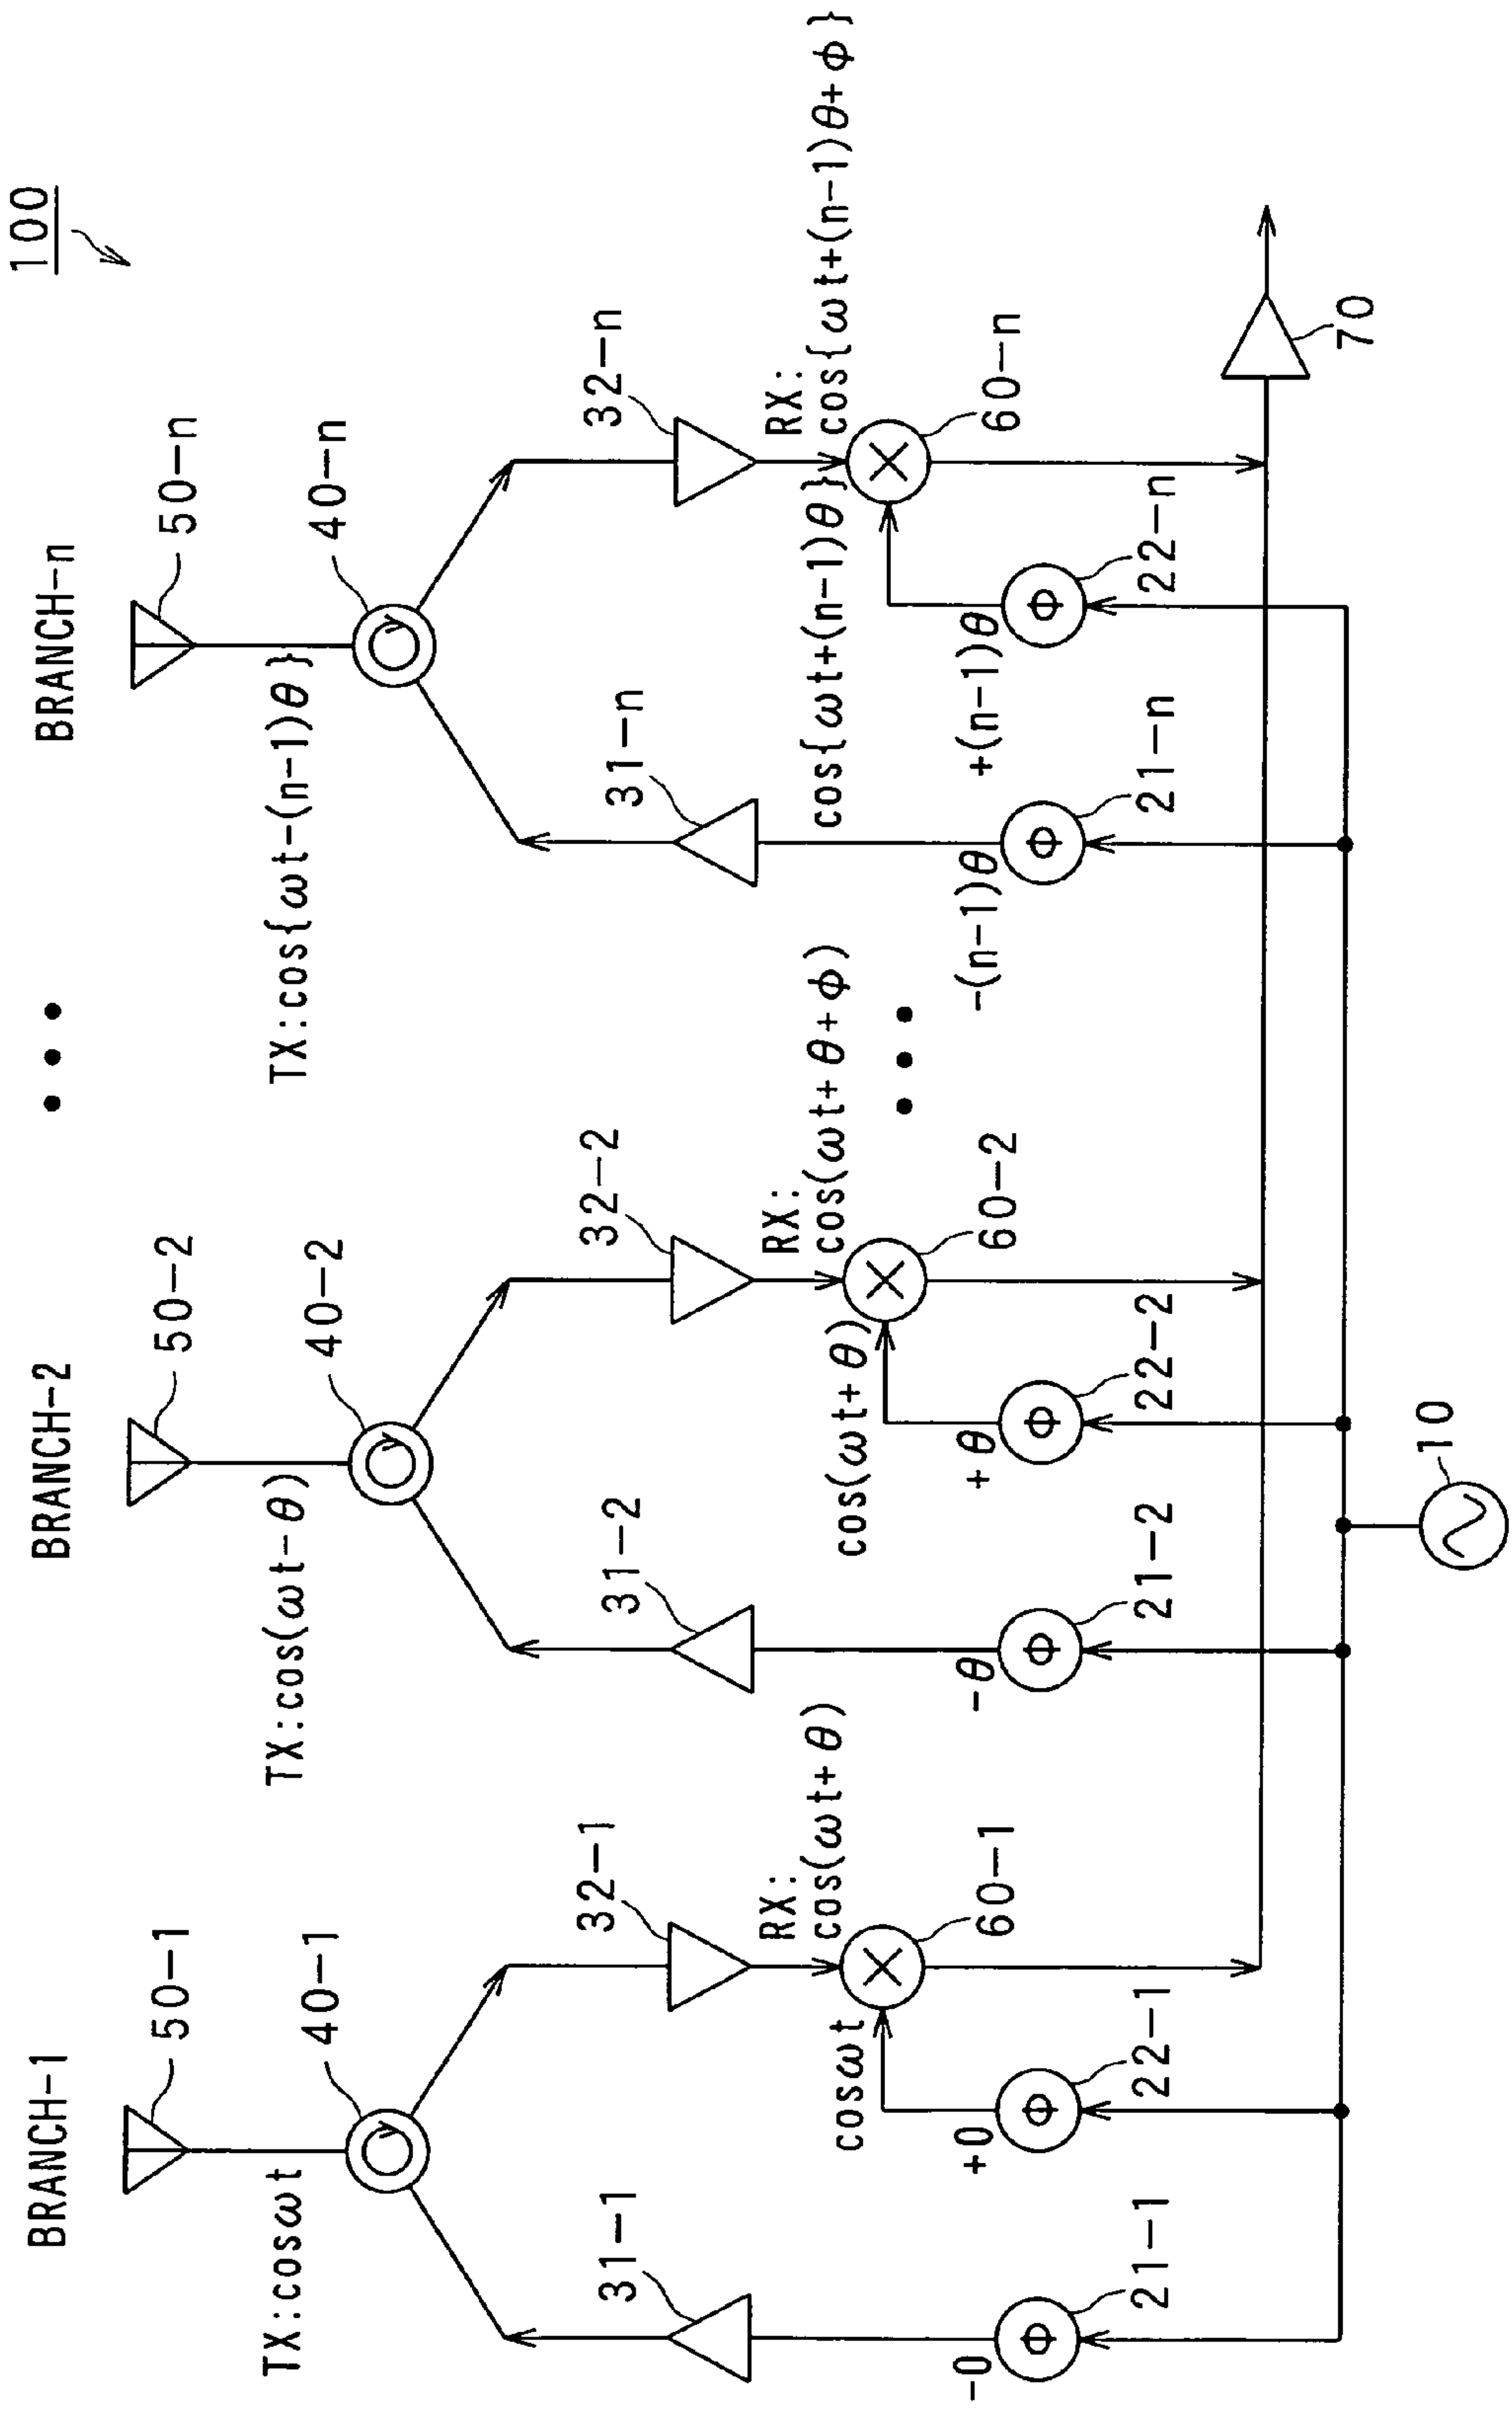 100
BRANCH-1
BRANCH-2
• • •
BRANCH-n
50-1
50-2
50-n
TX:cosωt
40-1
TX:cos(ωt-θ)
40-2
TX:cos{ωt-(n-1)θ}
40-n
31-1
32-1
31-2
32-2
31-n
32-n
RX:
cos(ωt+θ)
RX:
cos(ωt+θ+φ)
RX:
cos{ωt+(n-1)θ+φ}
cosωt
cos(ωt+θ)
cos{ωt+(n-1)θ}
60-1
60-2
• • •
60-n
-0
+0
-θ
+θ
-(n-1)θ
+(n-1)θ
Φ
Φ
Φ
Φ
Φ
Φ
21-1
22-1
21-2
22-2
21-n
22-n
70
10